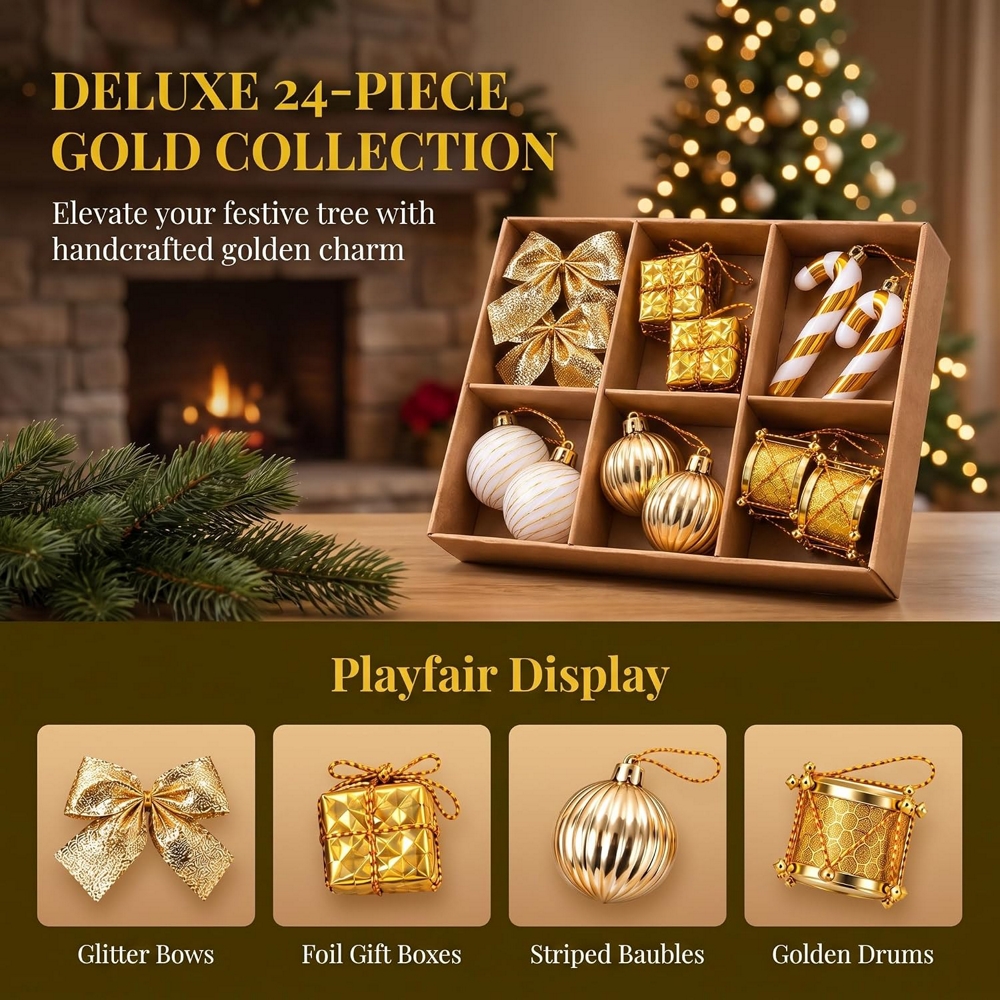 DELUXE 24-PIECE
GOLD COLLECTION
Elevate your festive tree with
handcrafted golden charm
Playfair Display
Glitter Bows
Foil Gift Boxes
Striped Baubles
Golden Drums